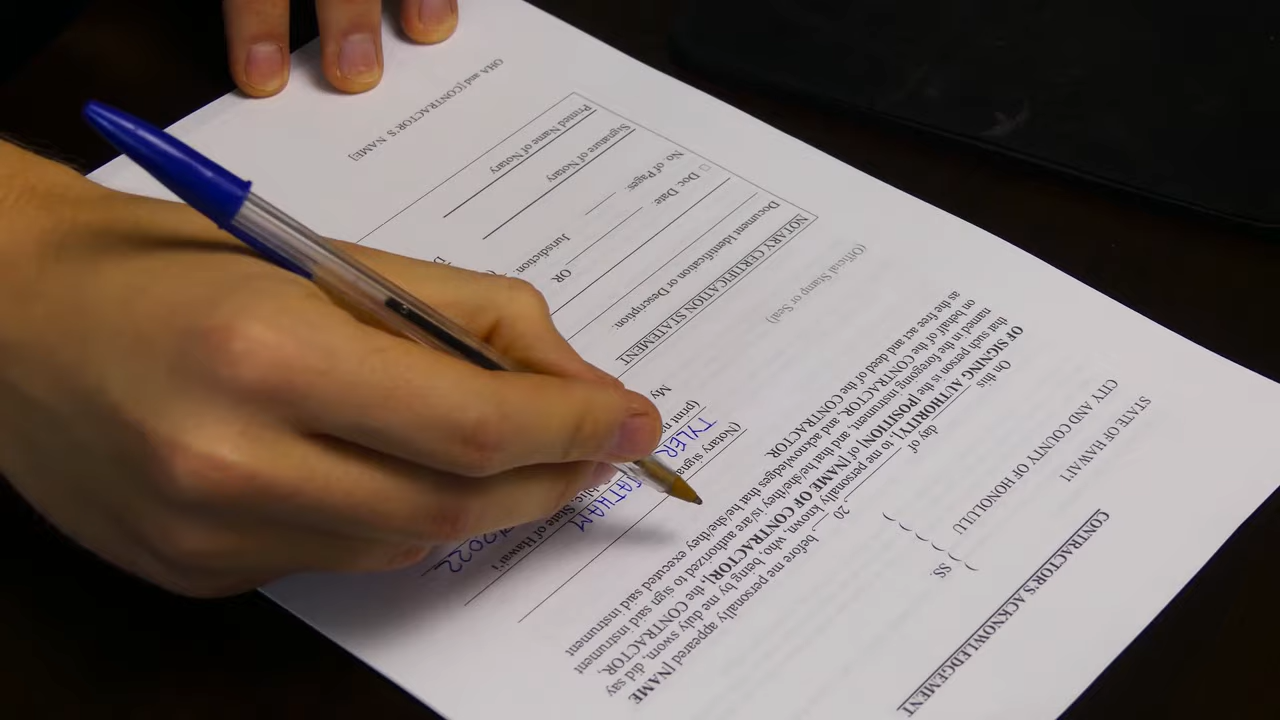 CONTRACTOR'S ACKNOWLEDGEMENT
STATE OF HAWAI'I
)
) SS.
CITY AND COUNTY OF HONOLULU )
On this day of 20 before me personally appeared [NAME
OF SIGNING AUTHORITY], to me personally known, who, being by me duly sworn, did say
that such person is the [POSITION] of [NAME OF CONTRACTOR], the CONTRACTOR,
named in the foregoing instrument, and that he/she/they is/are authorized to sign said instrument
on behalf of the CONTRACTOR, and acknowledges that he/she/they executed said instrument
as the free act and deed of the CONTRACTOR.
(Official Stamp or Seal)
(Notary
TYLER TATHAM
(print
State of Hawai'i
My
2022
NOTARY CERTIFICATION STATEMENT
Document Identification or Description:
Doc. Date: OR
No. of Pages: Jurisdiction:
Signature of Notary
Printed Name of Notary
OHA and [CONTRACTOR'S NAME]